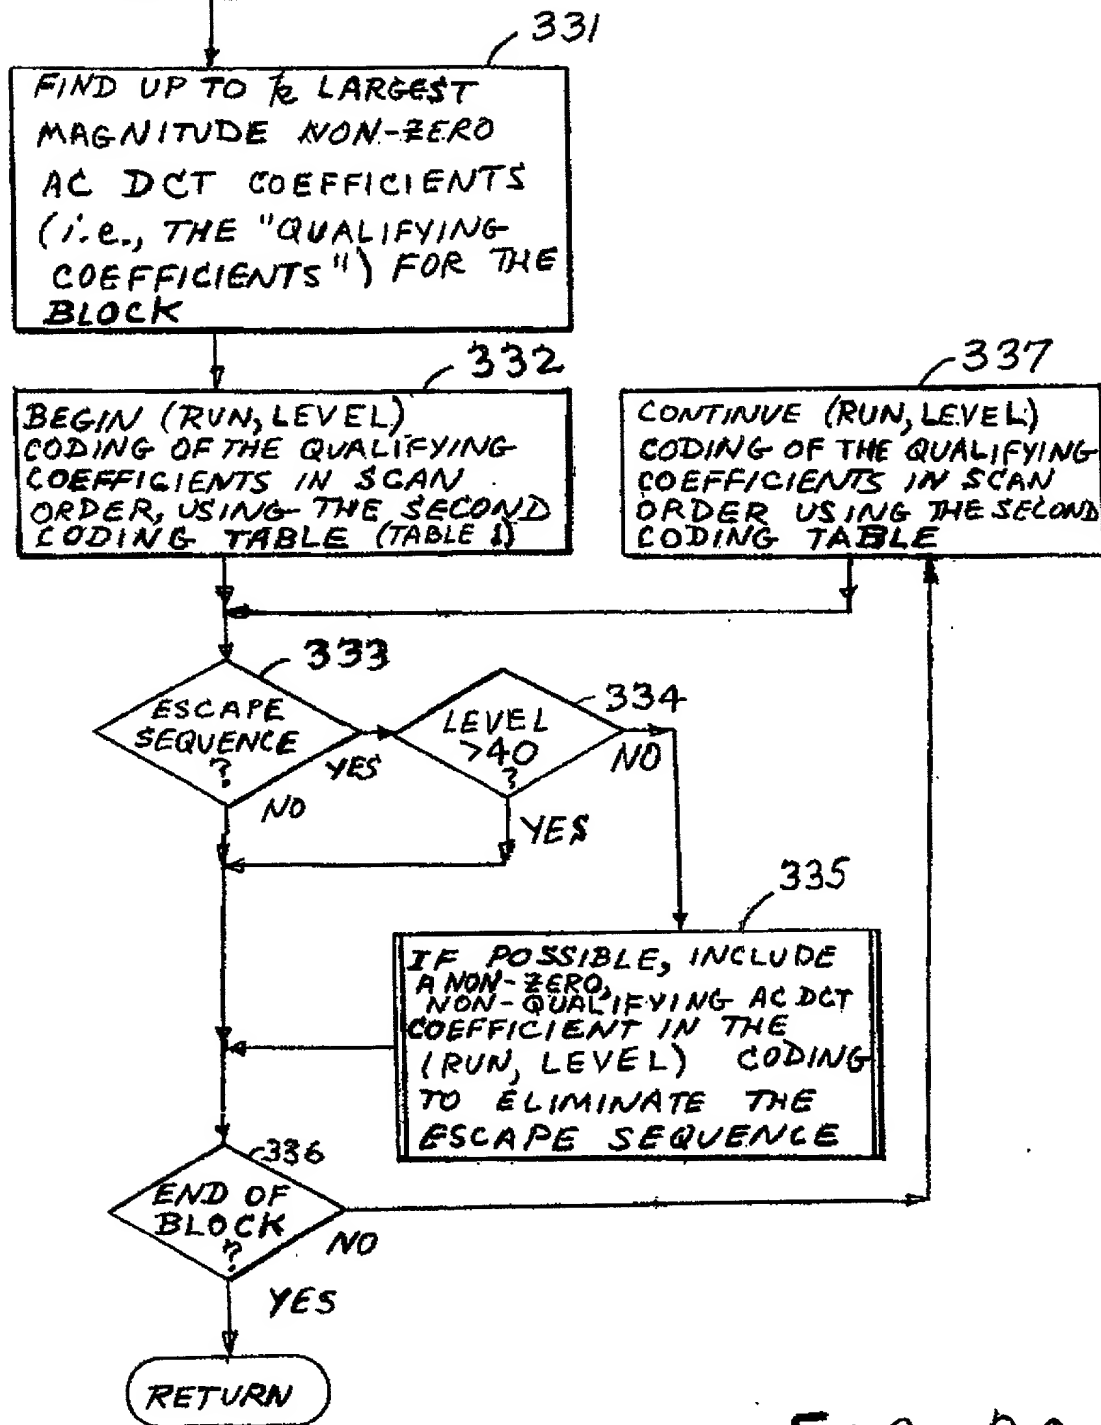 331
FIND UP TO k LARGEST
MAGNITUDE NON-ZERO
AC DCT COEFFICIENTS
(i.e., THE "QUALIFYING
COEFFICIENTS") FOR THE
BLOCK
332
BEGIN (RUN, LEVEL)
CODING OF THE QUALIFYING
COEFFICIENTS IN SCAN
ORDER, USING THE SECOND
CODING TABLE (TABLE 1)
337
CONTINUE (RUN, LEVEL)
CODING OF THE QUALIFYING
COEFFICIENTS IN SCAN
ORDER USING THE SECOND
CODING TABLE
333
ESCAPE
SEQUENCE
?
YES
NO
334
LEVEL
>40
?
NO
YES
335
IF POSSIBLE, INCLUDE
A NON-ZERO,
NON-QUALIFYING AC DCT
COEFFICIENT IN THE
(RUN, LEVEL) CODING
TO ELIMINATE THE
ESCAPE SEQUENCE
336
END OF
BLOCK
?
NO
YES
RETURN